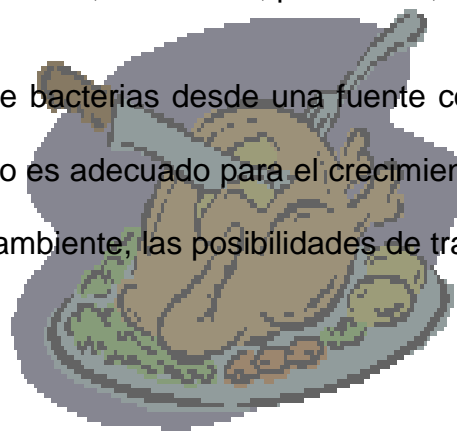 e bacterias desde una fuente co
o es adecuado para el crecimien
ambiente, las posibilidades de tra